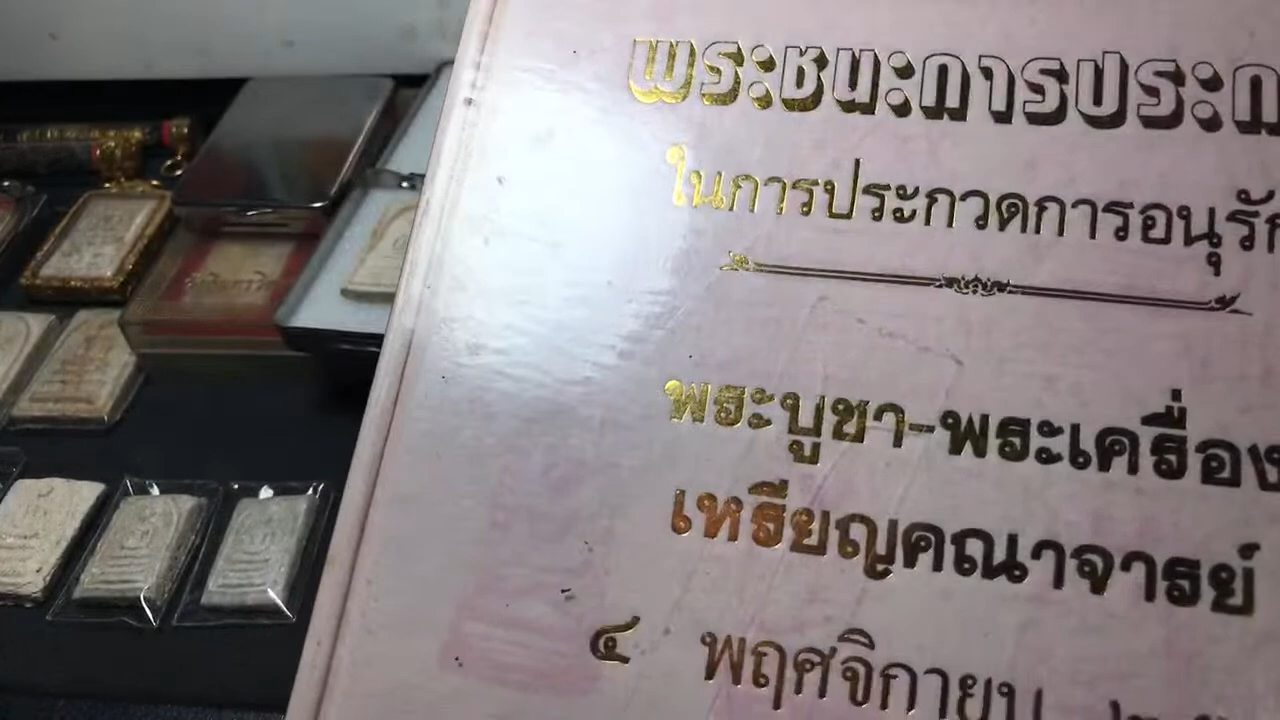 พระชนะการประก
ในการประกวดการอนุรัก
พระบูชา-พระเครื่อง
เหรียญคณาจารย์
๔ พฤศจิกายน